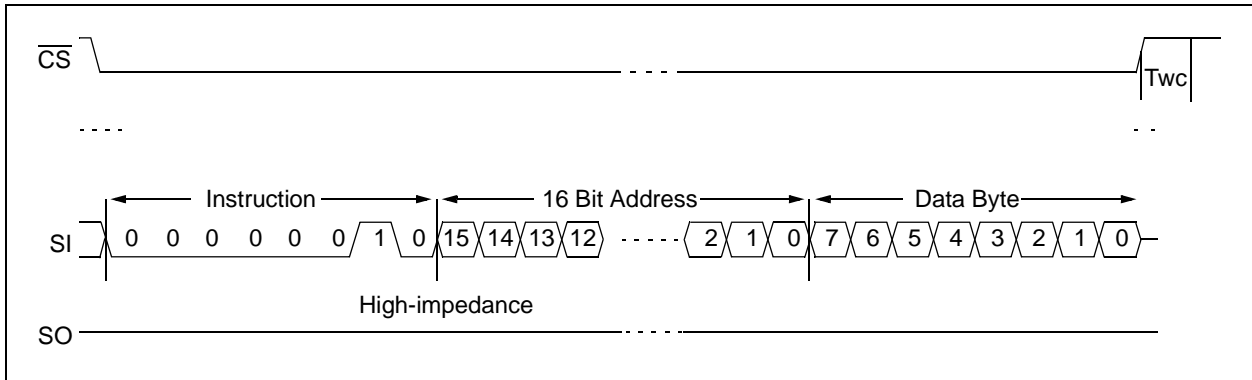 CS
Twc
Instruction 16 Bit Address Data Byte
SI 0 0 0 0 0 0 1 0 15 14 13 12 2 1 0 7 6 5 4 3 2 1 0
High-impedance
SO